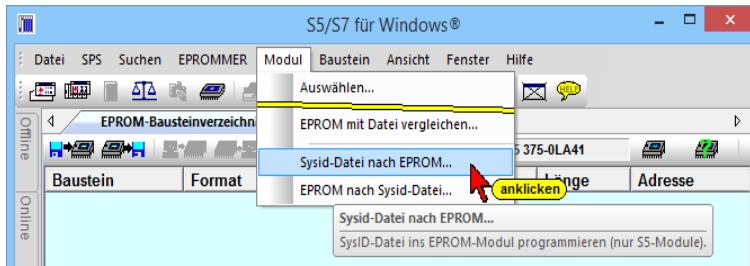 S5/S7 für Windows®
Datei SPS Suchen EPROMMER Modul Baustein Ansicht Fenster Hilfe
Auswählen...
HELP
EPROM-Bausteinverzeichn
EPROM mit Datei vergleichen...
Offline
5 375-0LA41
Sysid-Datei nach EPROM...
Baustein Format Länge Adresse
EPROM nach Sysid-Datei...
anklicken
Online
Sysid-Datei nach EPROM...
SysID-Datei ins EPROM-Modul programmieren (nur S5-Module).